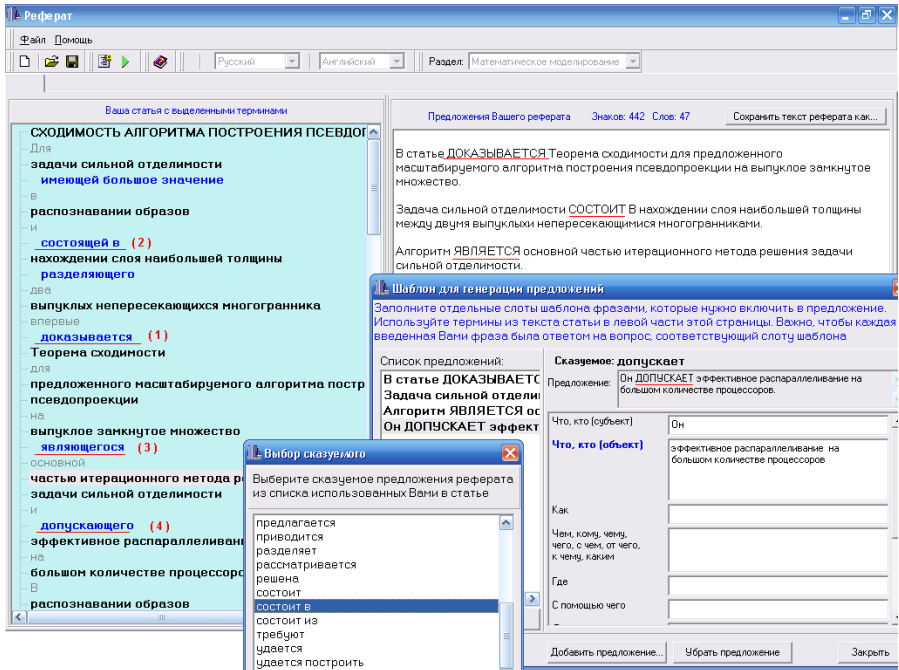 Реферат
Файл Помощь
Русский Английский Раздел: Математическое моделирование
Ваша статья с выделенными терминами
СХОДИМОСТЬ АЛГОРИТМА ПОСТРОЕНИЯ
Для
задачи сильной отделимости
имеющей большое значение
в
распознавании образов
и
состоящей в (2)
нахождении слоя наибольшей толщины
разделяющего
два
выпуклых непересекающихся многогранника
впервые
доказывается (1)
Теорема сходимости
для
предложенного масштабируемого алгоритма постр
псевдопроекции
на
выпуклое замкнутое множество
являющегося (3)
основной
частью итерационного метода
задачи сильной отделимости
и
допускающего (4)
эффективное
на
большом количестве
В
распознавании образов
Предложения Вашего реферата Знаков: 442 Слов: 47 Сохранить текст реферата как...
В статье ДОКАЗЫВАЕТСЯ Теорема сходимости для предложенного
масштабируемого алгоритма построения псевдопроекции на выпуклое замкнутое
множество.
Задача сильной отделимости СОСТОИТ В нахождении слоя наибольшей толщины
между двумя выпуклыхи непересекающимися многогранниками.
Алгоритм ЯВЛЯЕТСЯ основной частью итерационного метода решения задачи
сильной отделимости.
Шаблон для генерации предложений
Заполните отдельные слоты шаблона фразами, которые нужно включить в предложение.
Используйте термины из текста статьи в левой части этой страницы. Важно, чтобы каждая
введенная Вами фраза была ответом на вопрос, соответствующий слоту шаблона
Список предложений:
В статье ДОКАЗЫВАЕТС
Задача сильной отдели
Алгоритм ЯВЛЯЕТСЯ ос
Он ДОПУСКАЕТ эффект
Сказуемое: допускает
Предложение: Он ДОПУСКАЕТ эффективное распараллеливание на
большом количестве процессоров.
Что, кто (субъект) Он
Что, кто (объект) эффективное распараллеливание на
большом количестве процессоров
Как
Чем, кому, чему,
чего, с чем, от чего,
к чему, каким
Где
С помощью чего
Добавить предложение... Убрать предложение Закрыть
Выбор сказуемого
Выберите сказуемое предложения реферата
из списка использованных Вами в статье
предлагается
приводится
разделяет
рассматривается
решена
состоит
состоит в
состоит из
требуют
удается
удается построить